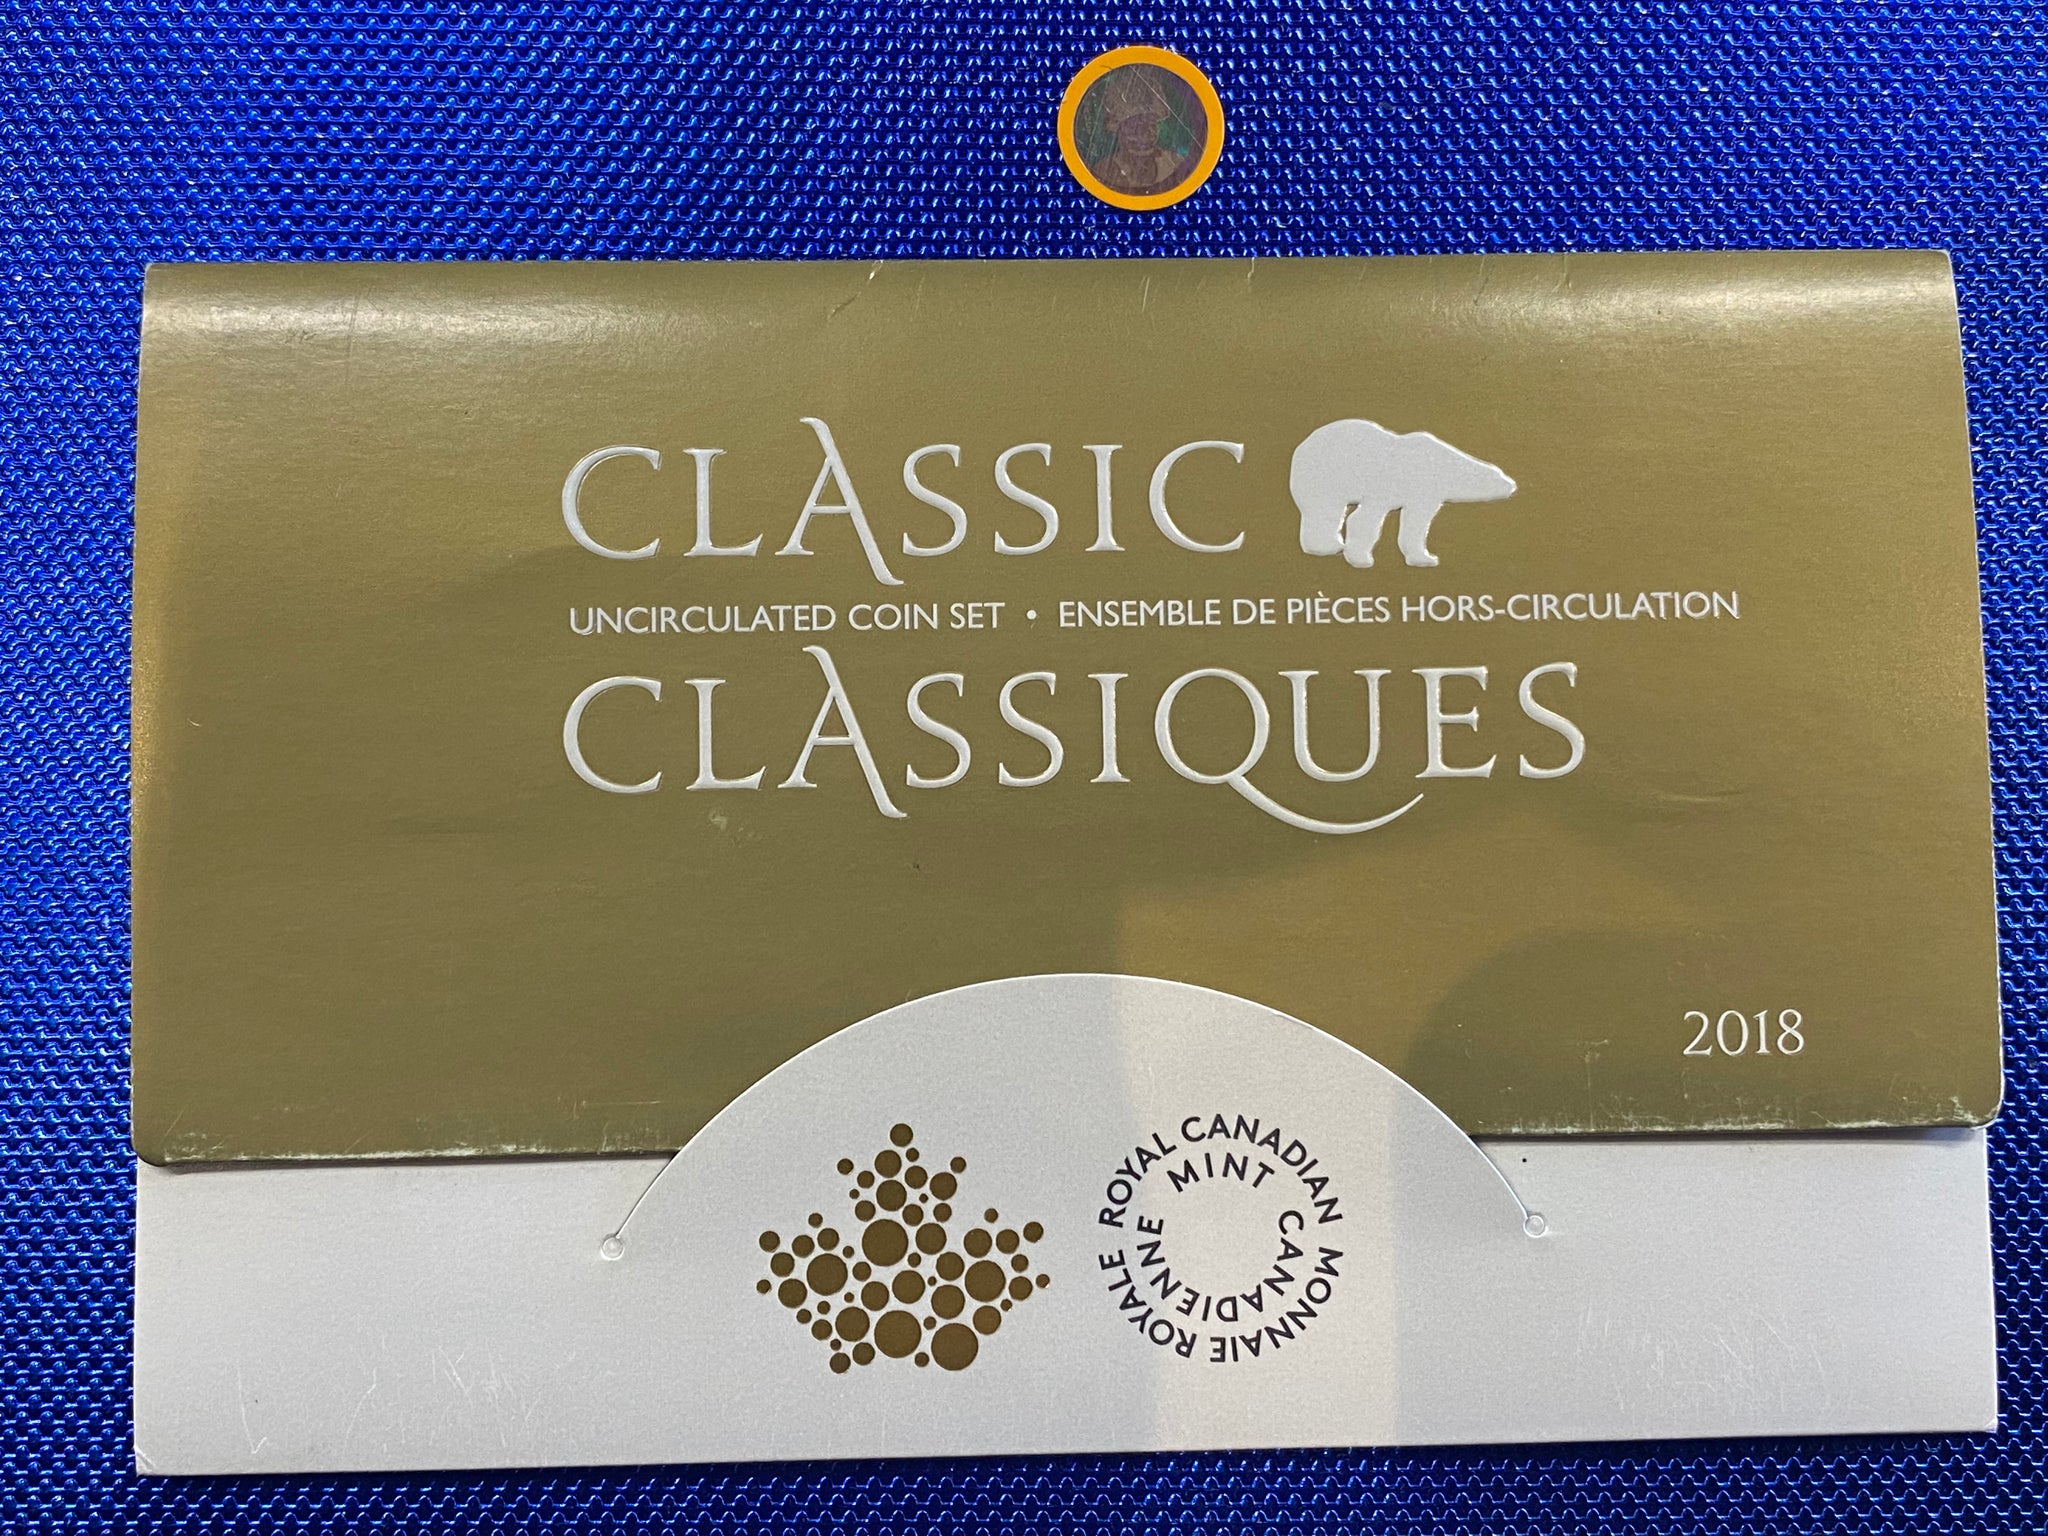 CLASSIC
UNCIRCULATED COIN SET • ENSEMBLE DE PIÈCES HORS-CIRCULATION
CLASSIQUES
2018
ROYAL CANADIAN MINT
MONNAIE ROYALE CANADIENNE